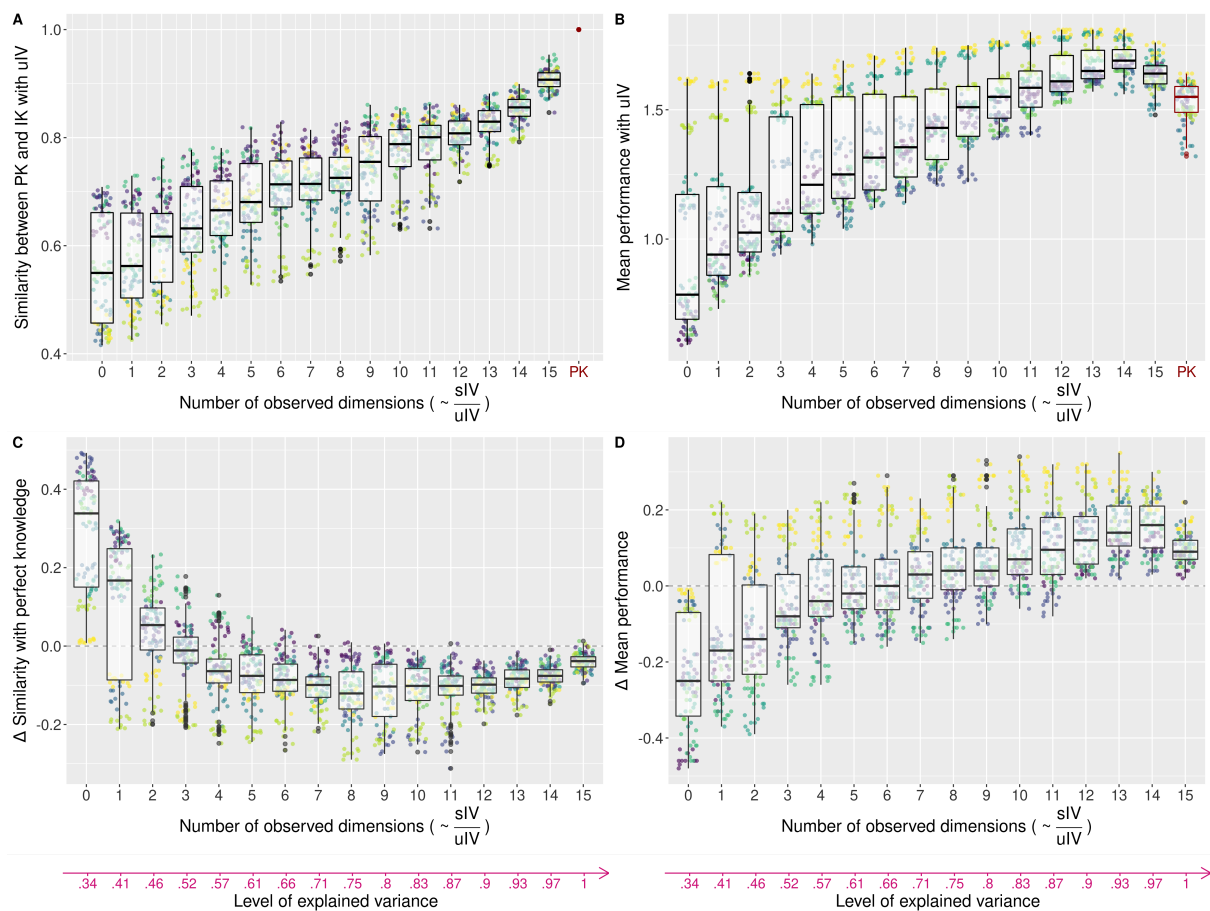 A
Similarity between PK and IK with uIV
1.0
0.8
0.6
0.4
0 1 2 3 4 5 6 7 8 9 10 11 12 13 14 15 PK
Number of observed dimensions ( ~ sIV/uIV )
B
Mean performance with uIV
1.5
1.0
0 1 2 3 4 5 6 7 8 9 10 11 12 13 14 15 PK
Number of observed dimensions ( ~ sIV/uIV )
C
Δ Similarity with perfect knowledge
0.4
0.2
0.0
-0.2
0 1 2 3 4 5 6 7 8 9 10 11 12 13 14 15
Number of observed dimensions ( ~ sIV/uIV )
D
Δ Mean performance
0.2
0.0
-0.2
-0.4
0 1 2 3 4 5 6 7 8 9 10 11 12 13 14 15
Number of observed dimensions ( ~ sIV/uIV )
.34 .41 .46 .52 .57 .61 .66 .71 .75 .8 .83 .87 .9 .93 .97 1
Level of explained variance
.34 .41 .46 .52 .57 .61 .66 .71 .75 .8 .83 .87 .9 .93 .97 1
Level of explained variance